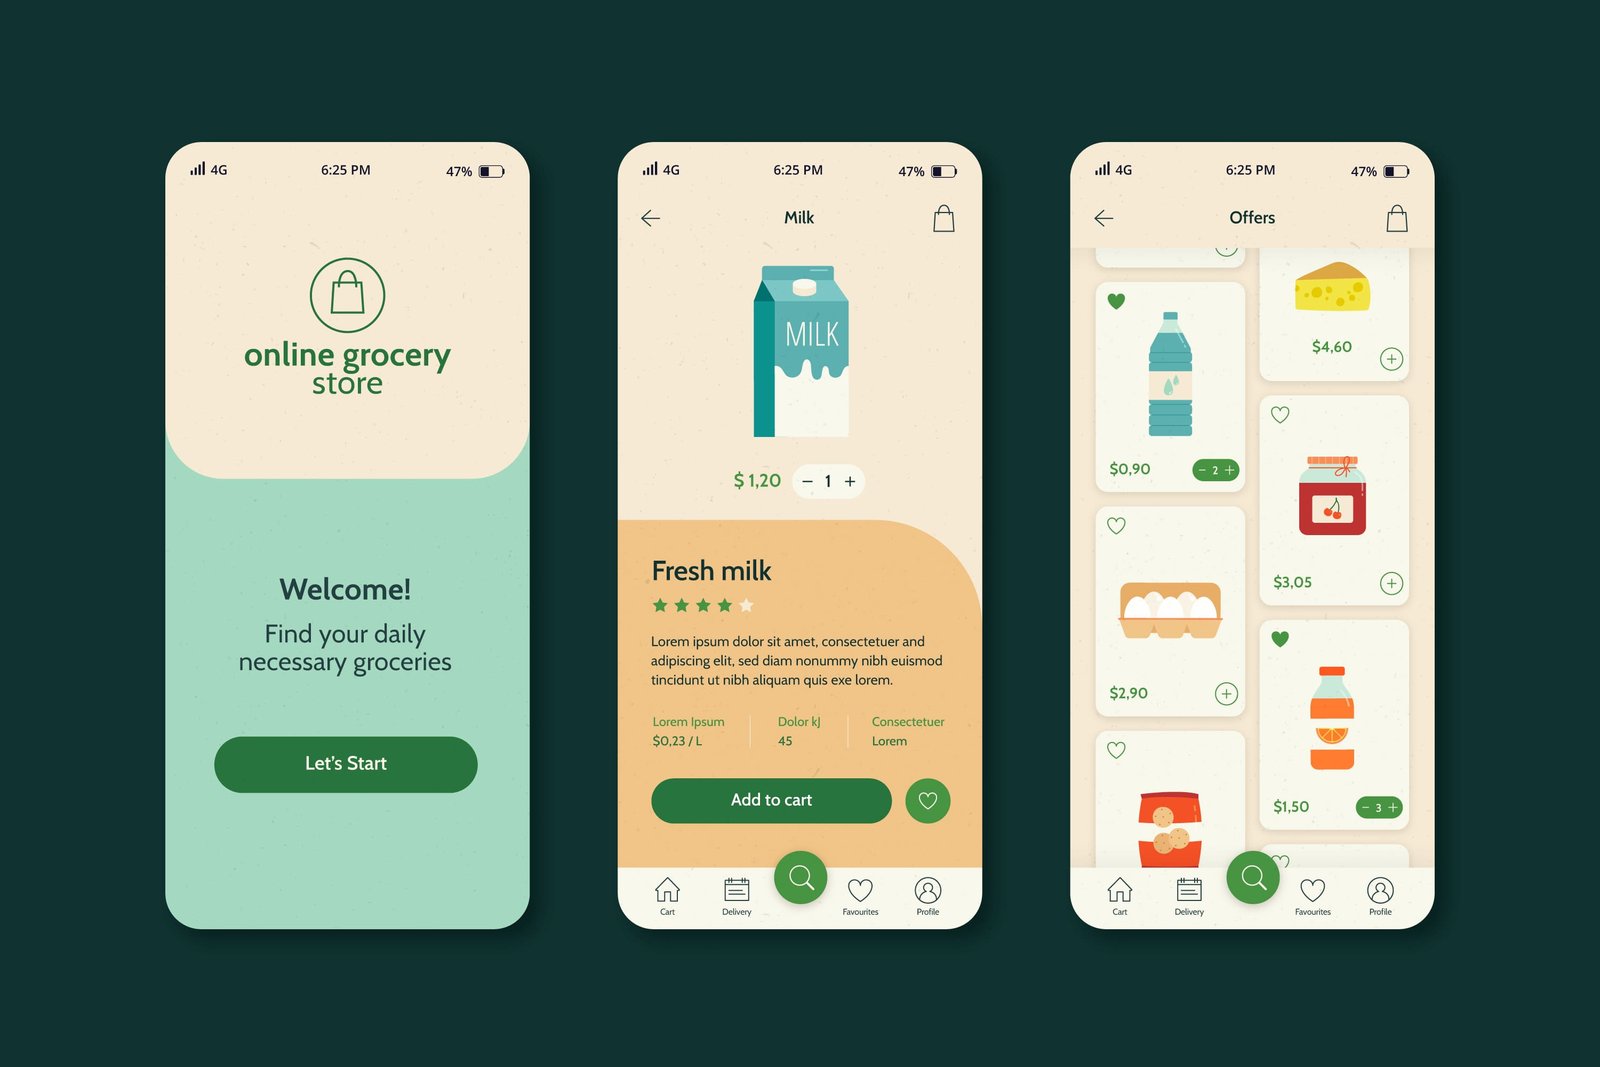 4G 6:25 PM 47%
online grocery
store
Welcome!
Find your daily
necessary groceries
Let's Start
4G 6:25 PM 47%
Milk
MILK
$ 1,20 − 1 +
Fresh milk
Lorem ipsum dolor sit amet, consectetuer and
adipiscing elit, sed diam nonummy nibh euismod
tincidunt ut nibh aliquam quis exe lorem.
Lorem Ipsum Dolor kJ Consectetuer
$0,23 / L 45 Lorem
Add to cart
Cart Delivery Favourites Profile
4G 6:25 PM 47%
Offers
$4,60 +
$0,90 − 2 +
$3,05 +
$2,90 +
$1,50 − 3 +
Cart Delivery Favourites Profile